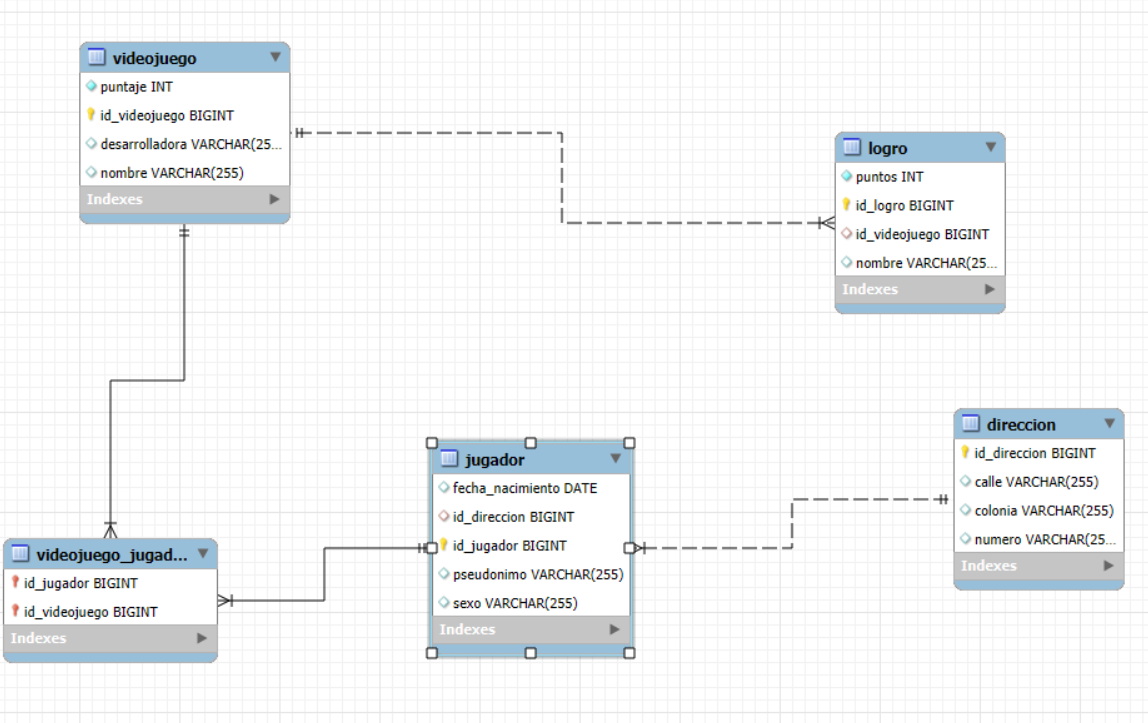 videojuego
puntaje INT
id_videojuego BIGINT
desarrolladora VARCHAR(25...
nombre VARCHAR(255)
Indexes
logro
puntos INT
id_logro BIGINT
id_videojuego BIGINT
nombre VARCHAR(25...
Indexes
direccion
id_direccion BIGINT
calle VARCHAR(255)
colonia VARCHAR(255)
numero VARCHAR(25...
Indexes
jugador
fecha_nacimiento DATE
id_direccion BIGINT
id_jugador BIGINT
pseudonimo VARCHAR(255)
sexo VARCHAR(255)
Indexes
videojuego_jugad...
id_jugador BIGINT
id_videojuego BIGINT
Indexes